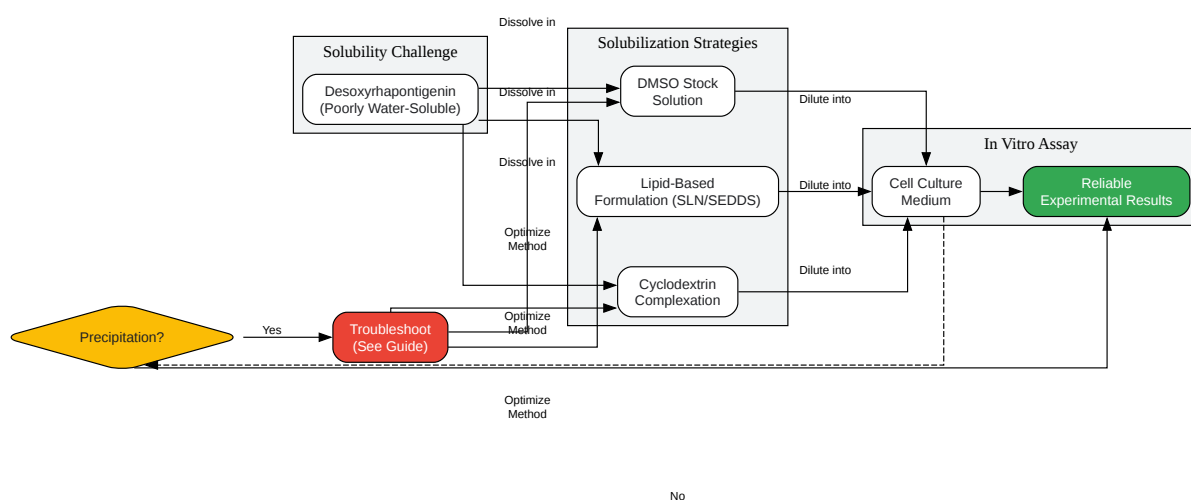 Dissolve in
Solubility Challenge
Solubilization Strategies
Desoxyrhapontigenin
(Poorly Water-Soluble)
Dissolve in
DMSO Stock
Solution
Dilute into
In Vitro Assay
Dissolve in
Lipid-Based
Formulation (SLN/SEDDS)
Dilute into
Cell Culture
Medium
Reliable
Experimental Results
Optimize
Method
Cyclodextrin
Complexation
Dilute into
Precipitation?
Yes
Troubleshoot
(See Guide)
Optimize
Method
Optimize
Method
No